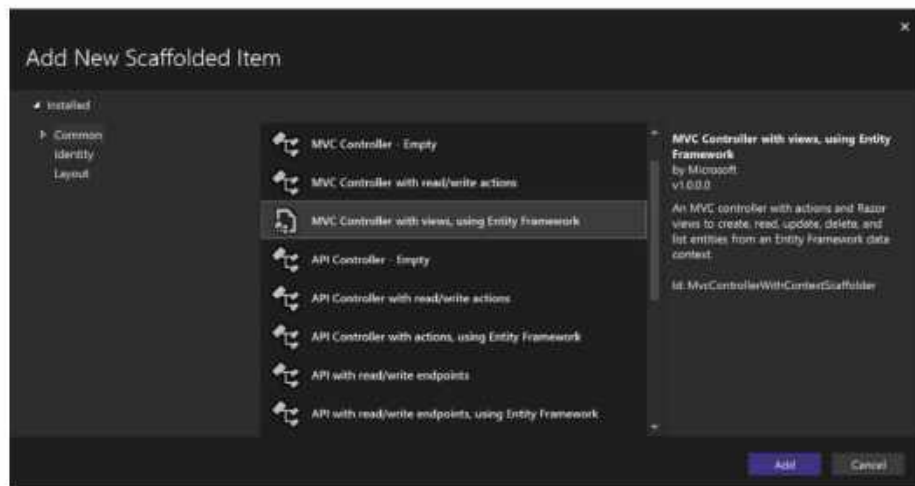 Add New Scaffolded Item
Installed
Common
Identity
Layout
MVC Controller - Empty
MVC Controller with read/write actions
MVC Controller with views, using Entity Framework
API Controller - Empty
API Controller with read/write actions
API Controller with actions, using Entity Framework
API with read/write endpoints
API with read/write endpoints, using Entity Framework
MVC Controller with views, using Entity
Framework
by Microsoft
v1.0.0.0
An MVC controller with actions and Razor
views to create, read, update, delete, and
list entities from an Entity Framework data
context.
Id: MvcControllerWithContextScaffolder
Add
Cancel